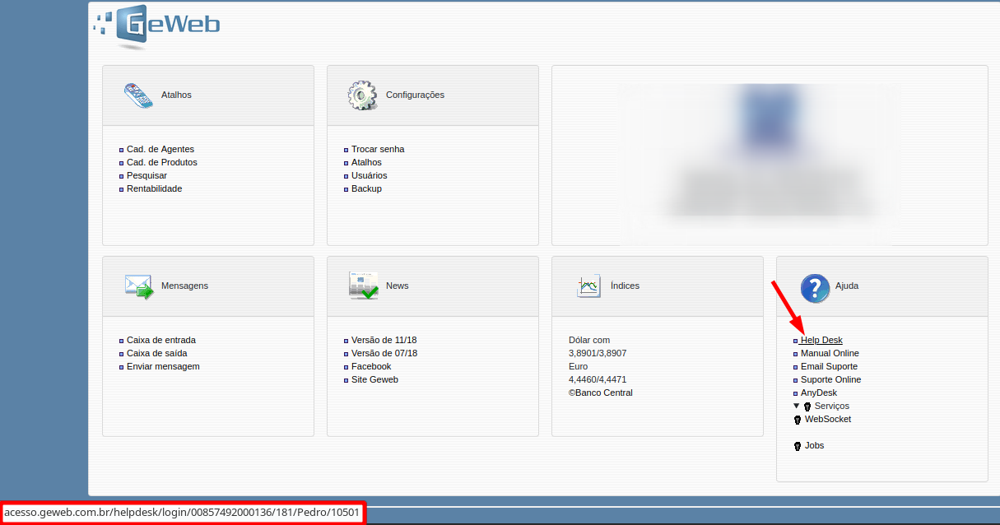 GeWeb
Atalhos
Cad. de Agentes
Cad. de Produtos
Pesquisar
Rentabilidade
Configurações
Trocar senha
Atalhos
Usuários
Backup
Mensagens
Caixa de entrada
Caixa de saída
Enviar mensagem
News
Versão de 11/18
Versão de 07/18
Facebook
Site Geweb
Índices
Dólar com
3,8901/3,8907
Euro
4,4460/4,4471
©Banco Central
Ajuda
Help Desk
Manual Online
Email Suporte
Suporte Online
AnyDesk
▼ Serviços
WebSocket
Jobs
acesso.geweb.com.br/helpdesk/login/00857492000136/181/Pedro/10501